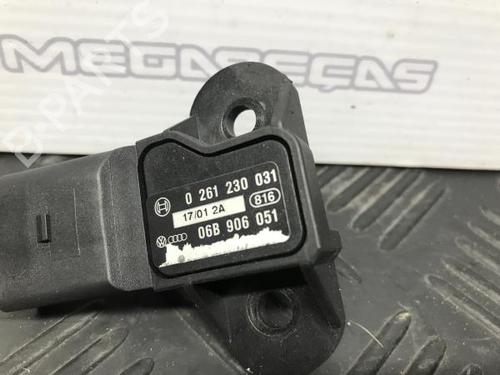 MEGAPEÇAS
B-PARTS
0 261 230 031
17/01 2A 816
06B 906 051